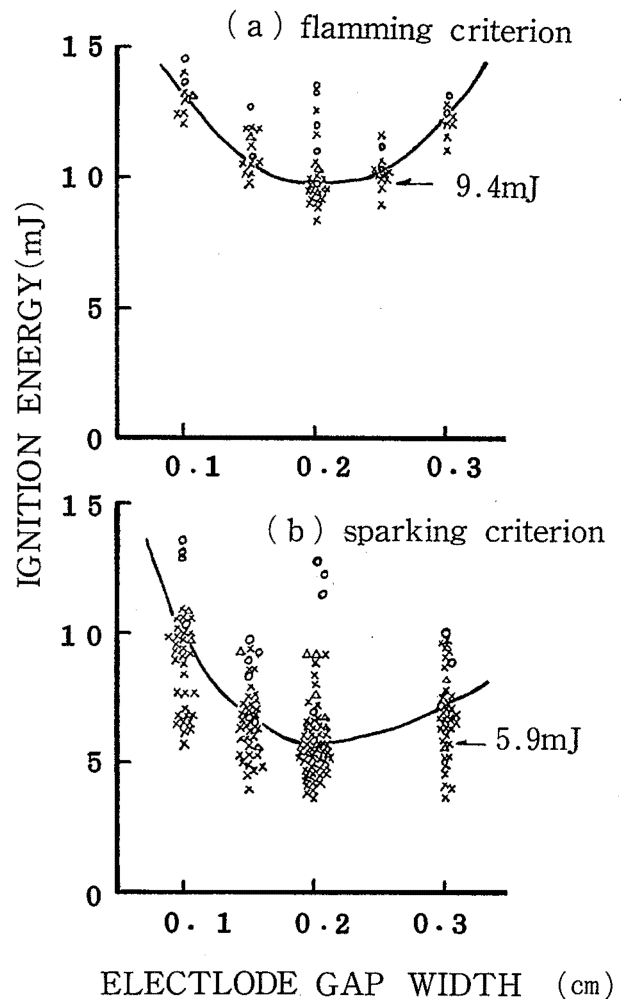 (a) flamming criterion
15
10
9.4mJ
5
0
0.1 0.2 0.3
IGNITION ENERGY(mJ)
15
(b) sparking criterion
10
5.9mJ
5
0
0.1 0.2 0.3
ELECTLODE GAP WIDTH (cm)